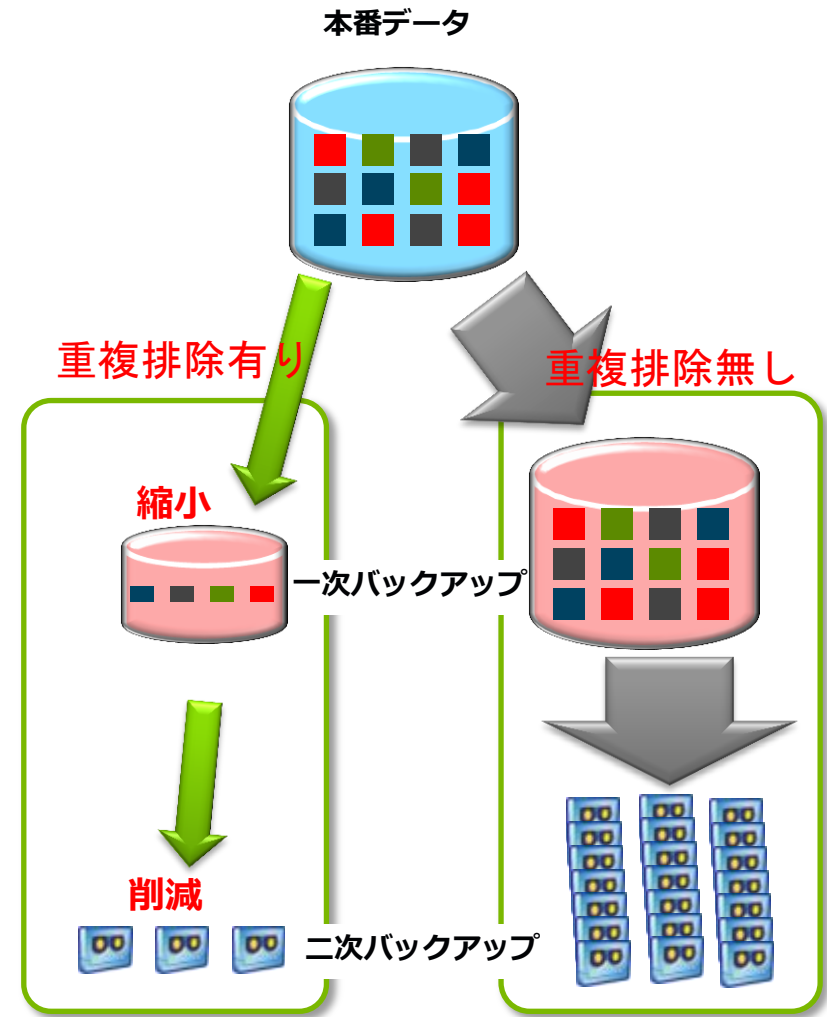 本番データ
重複排除有り
重複排除無し
縮小
一次バックアップ
削減
二次バックアップ